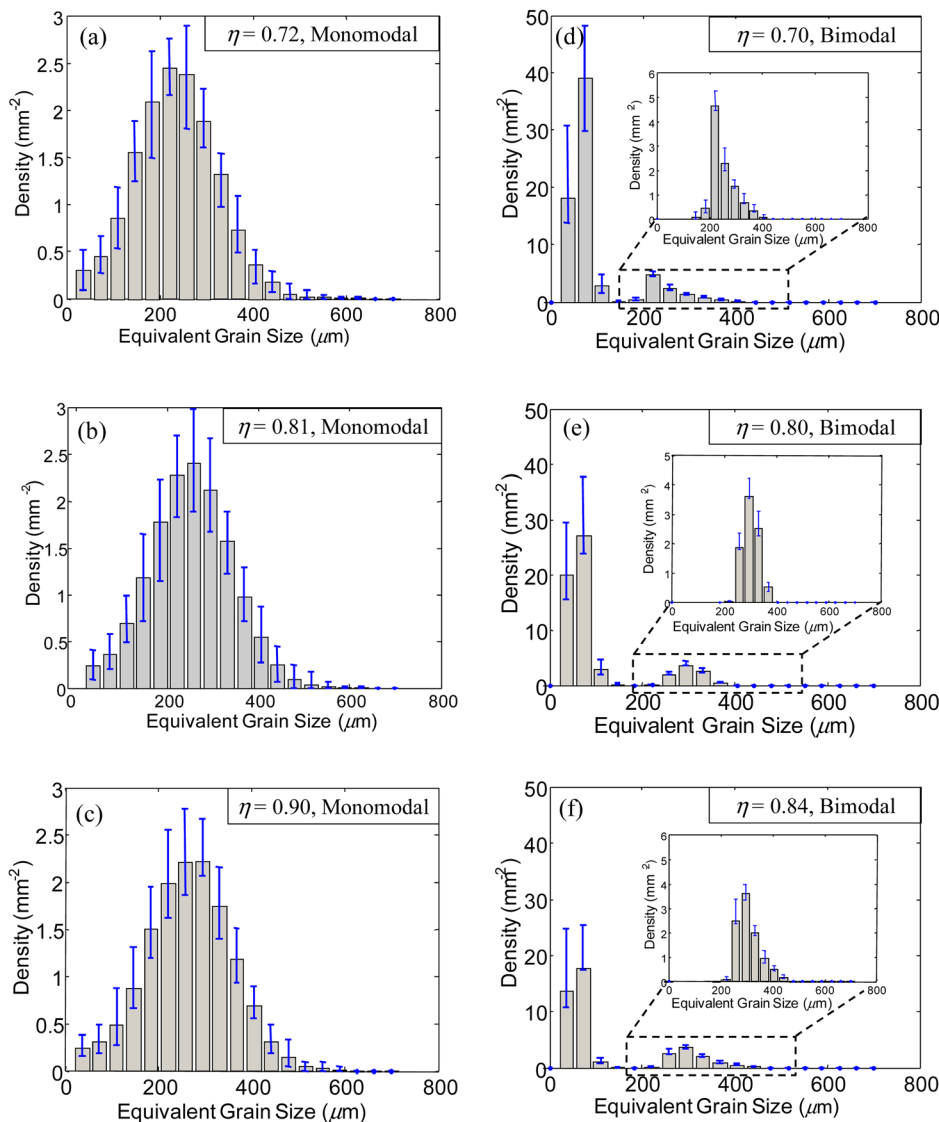 (a)
η = 0.72, Monomodal
3
2.5
2
1.5
1
0.5
0
Density (mm⁻²)
0 200 400 600 800
Equivalent Grain Size (μm)
(d)
η = 0.70, Bimodal
50
40
30
20
10
0
Density (mm⁻²)
6
5
4
3
2
1
0
Density (mm⁻²)
0 200 400 600 800
Equivalent Grain Size (μm)
0 200 400 600 800
Equivalent Grain Size (μm)
(b)
η = 0.81, Monomodal
3
2.5
2
1.5
1
0.5
0
Density (mm⁻²)
0 200 400 600 800
Equivalent Grain Size (μm)
(e)
η = 0.80, Bimodal
50
40
30
20
10
0
Density (mm⁻²)
5
4
3
2
1
0
Density (mm⁻²)
0 200 400 600 800
Equivalent Grain Size (μm)
0 200 400 600 800
Equivalent Grain Size (μm)
(c)
η = 0.90, Monomodal
3
2.5
2
1.5
1
0.5
0
Density (mm⁻²)
0 200 400 600 800
Equivalent Grain Size (μm)
(f)
η = 0.84, Bimodal
50
40
30
20
10
0
Density (mm⁻²)
6
5
4
3
2
1
0
Density (mm⁻²)
0 200 400 600 800
Equivalent Grain Size (μm)
0 200 400 600 800
Equivalent Grain Size (μm)